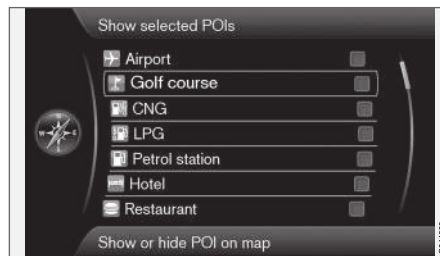 Show selected POIs
Airport
Golf course
CNG
LPG
Petrol station
Hotel
Restaurant
Show or hide POI on map